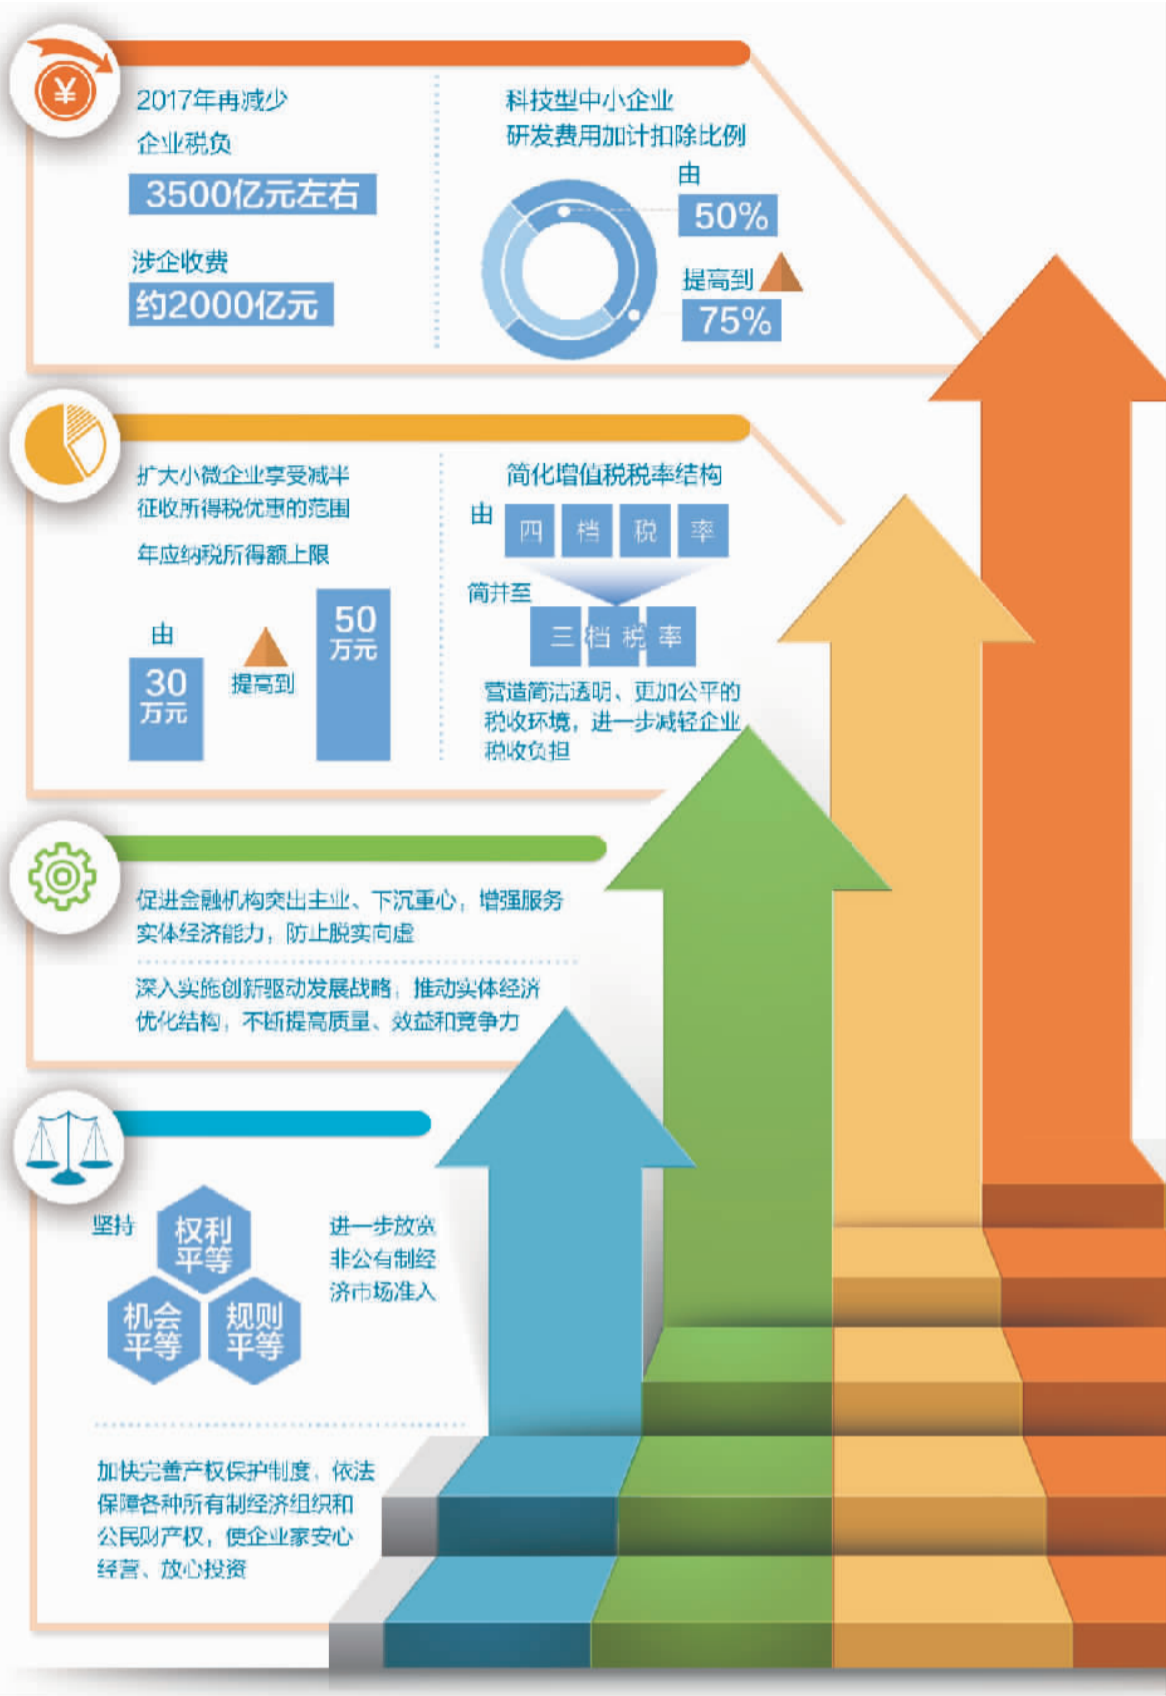 ¥
2017年再减少
企业税负
3500亿元左右
涉企收费
约2000亿元
科技型中小企业
研发费用加计扣除比例
由
50%
提高到
75%
扩大小微企业享受减半
征收所得税优惠的范围
年应纳税所得额上限
由
30
万元
提高到
50
万元
简化增值税税率结构
由
四档税率
简并至
三档税率
营造简洁透明、更加公平的
税收环境，进一步减轻企业
税收负担
促进金融机构突出主业、下沉重心，增强服务
实体经济能力，防止脱实向虚
深入实施创新驱动发展战略，推动实体经济
优化结构，不断提高质量、效益和竞争力
坚持
权利
平等
机会
平等
规则
平等
进一步放宽
非公有制经
济市场准入
加快完善产权保护制度，依法
保障各种所有制经济组织和
公民财产权，使企业家安心
经营、放心投资